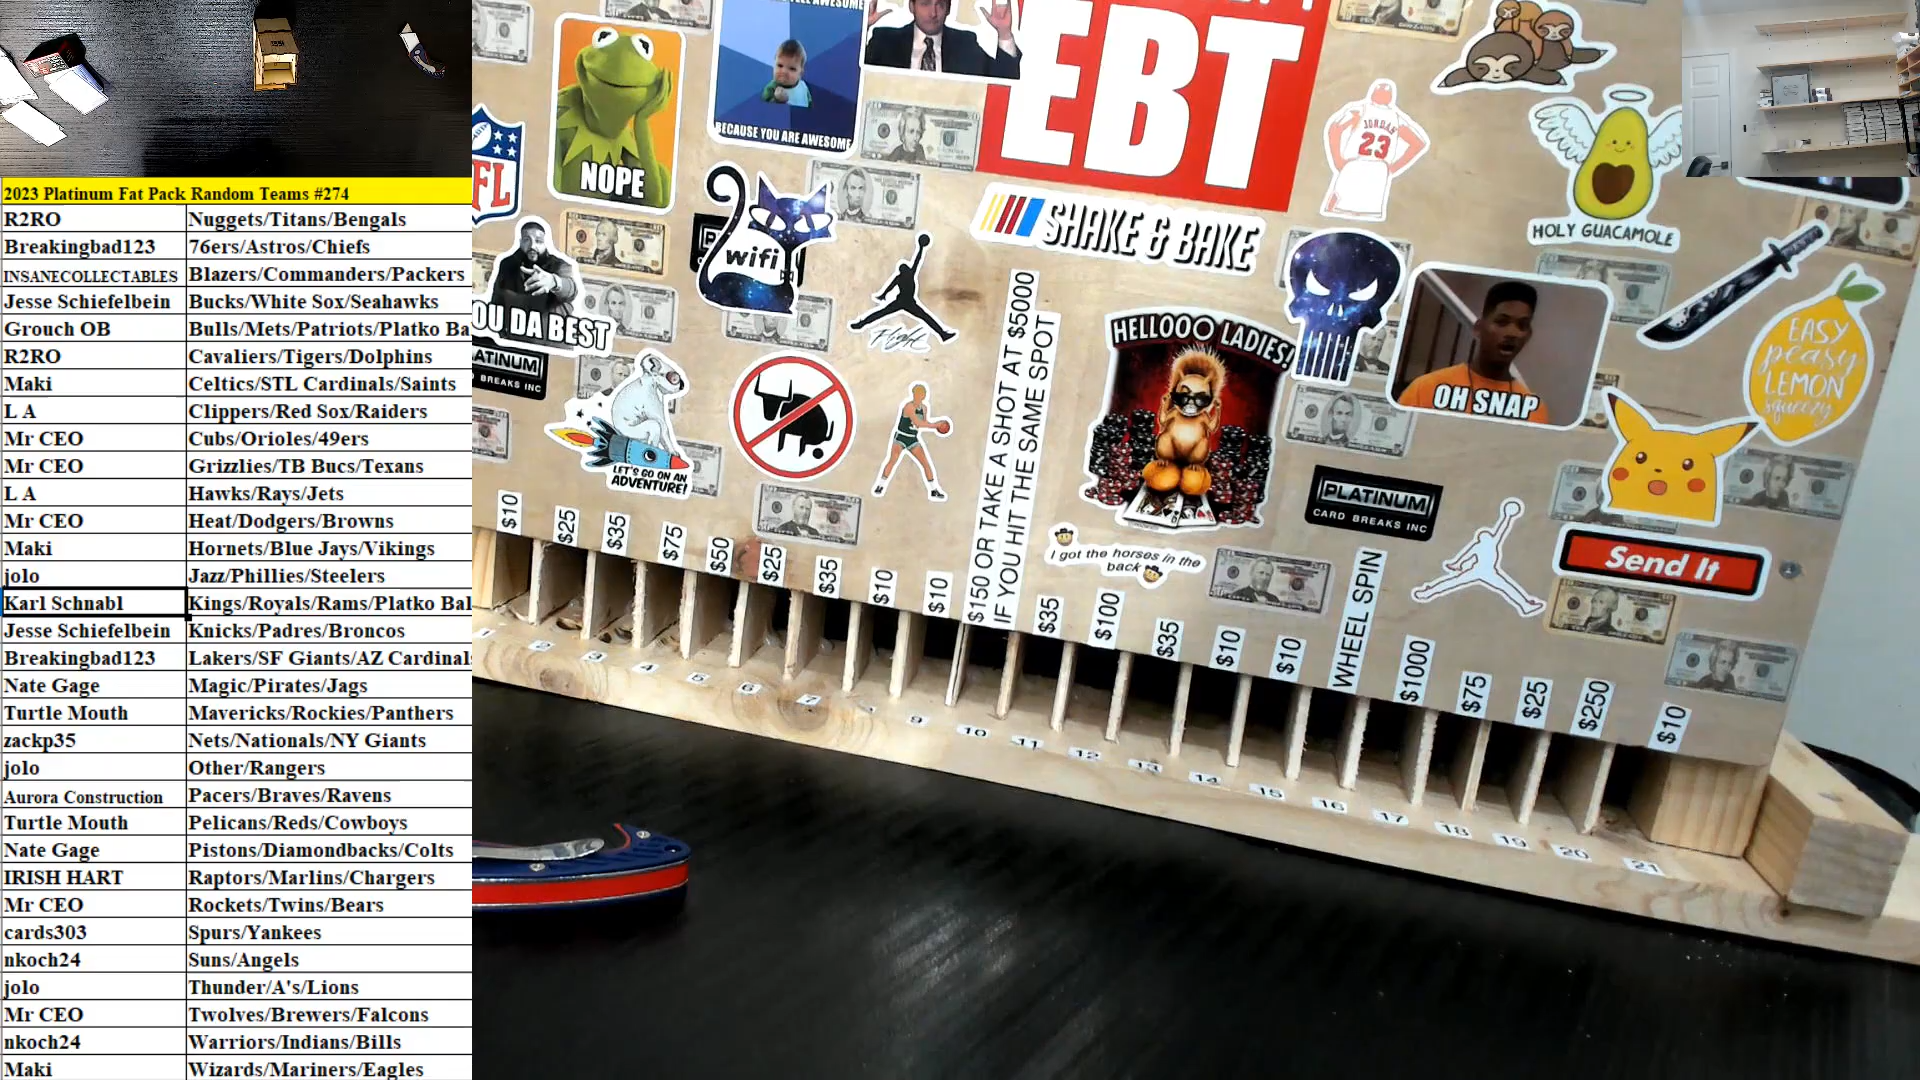 2023 Platinum Fat Pack Random Teams #274
R2RO Nuggets/Titans/Bengals
Breakingbad123 76ers/Astros/Chiefs
INSANECOLLECTABLES Blazers/Commanders/Packers
Jesse Schiefelbein Bucks/White Sox/Seahawks
Grouch OB Bulls/Mets/Patriots/Platko Ba
R2RO Cavaliers/Tigers/Dolphins
Maki Celtics/STL Cardinals/Saints
L A Clippers/Red Sox/Raiders
Mr CEO Cubs/Orioles/49ers
Mr CEO Grizzlies/TB Bucs/Texans
L A Hawks/Rays/Jets
Mr CEO Heat/Dodgers/Browns
Maki Hornets/Blue Jays/Vikings
jolo Jazz/Phillies/Steelers
Karl Schnabl Kings/Royals/Rams/Platko Bal
Jesse Schiefelbein Knicks/Padres/Broncos
Breakingbad123 Lakers/SF Giants/AZ Cardinal
Nate Gage Magic/Pirates/Jags
Turtle Mouth Mavericks/Rockies/Panthers
zackp35 Nets/Nationals/NY Giants
jolo Other/Rangers
Aurora Construction Pacers/Braves/Ravens
Turtle Mouth Pelicans/Reds/Cowboys
Nate Gage Pistons/Diamondbacks/Colts
IRISH HART Raptors/Marlins/Chargers
Mr CEO Rockets/Twins/Bears
cards303 Spurs/Yankees
nkoch24 Suns/Angels
jolo Thunder/A's/Lions
Mr CEO Twolves/Brewers/Falcons
nkoch24 Warriors/Indians/Bills
Maki Wizards/Mariners/Eagles
NFL
NOPE
AWESOME
BECAUSE YOU ARE AWESOME
EBT
JORDAN
23
HOLY GUACAMOLE
SHAKE & BAKE
wifi
OU DA BEST
ATINUM
BREAKS INC
Flight
HELLOOO LADIES!
OH SNAP
EASY
peasy
LEMON
squeezy
LET'S GO ON AN
ADVENTURE!
PLATINUM
CARD BREAKS INC
I got the horses in the
back
Send It
$10
$25
$35
$75
$50
$25
$35
$10
$10
$150 OR TAKE A SHOT AT $5000
IF YOU HIT THE SAME SPOT
$35
$100
$35
$10
$10
WHEEL SPIN
$1000
$75
$25
$250
$10
1
2
3
4
5
6
7
9
10
11
12
13
14
15
16
17
18
19
20
21